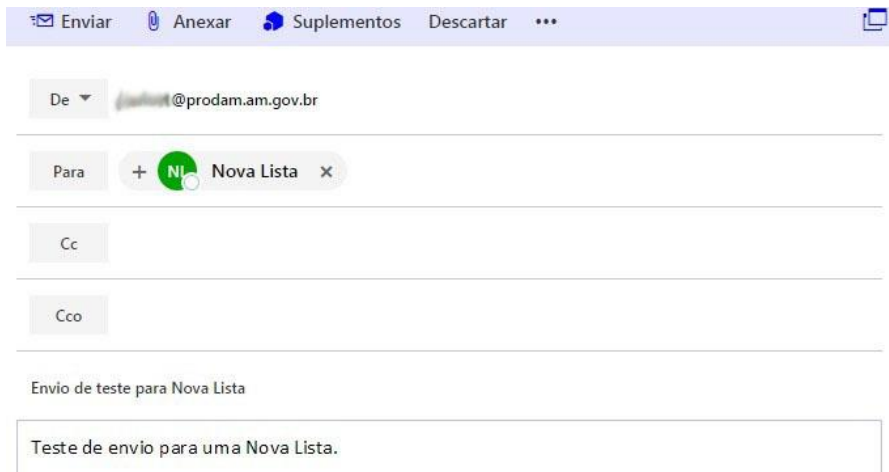 Enviar Anexar Suplementos Descartar •••
De @prodam.am.gov.br
Para + NL Nova Lista ×
Cc
Cco
Envio de teste para Nova Lista
Teste de envio para uma Nova Lista.